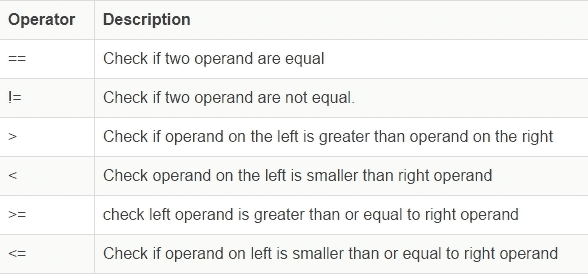 Operator Description
== Check if two operand are equal
!= Check if two operand are not equal.
> Check if operand on the left is greater than operand on the right
< Check operand on the left is smaller than right operand
>= check left operand is greater than or equal to right operand
<= Check if operand on left is smaller than or equal to right operand